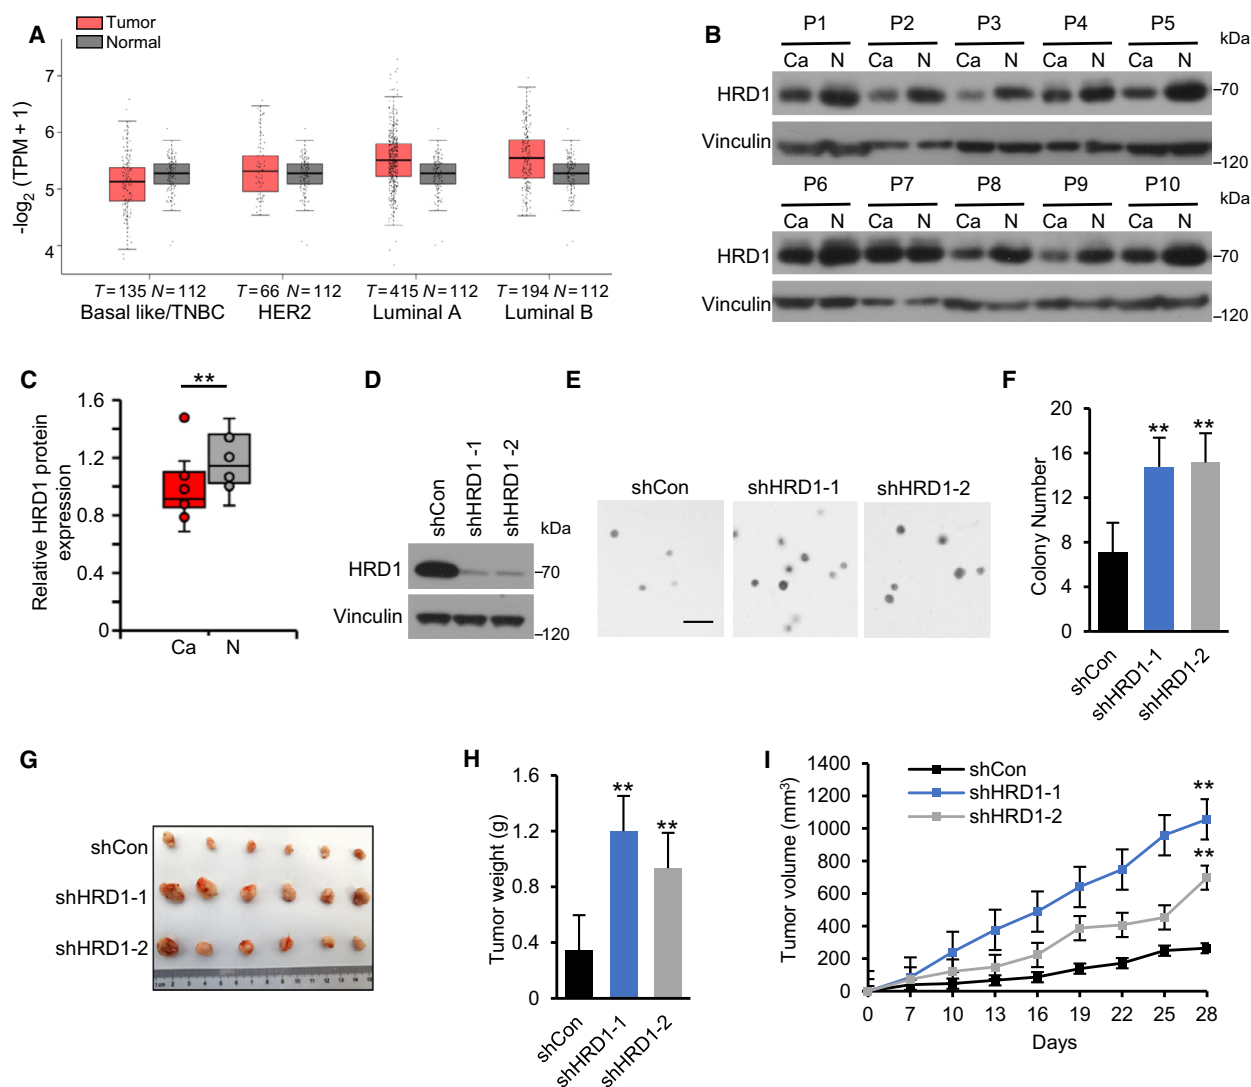 A
Tumor
Normal
-log2 (TPM + 1)
7
6
5
4
T=135 N=112
T=66 N=112
T=415 N=112
T=194 N=112
Basal like/TNBC
HER2
Luminal A
Luminal B
B
P1 P2 P3 P4 P5
kDa
Ca N Ca N Ca N Ca N Ca N
HRD1
–70
Vinculin
–120
P6 P7 P8 P9 P10
kDa
Ca N Ca N Ca N Ca N Ca N
HRD1
–70
Vinculin
–120
C
Relative HRD1 protein
expression
**
1.6
1.2
0.8
0.4
0
Ca N
D
shCon
shHRD1 -1
shHRD1 -2
kDa
HRD1
–70
Vinculin
–120
E
shCon
shHRD1-1
shHRD1-2
F
Colony Number
20
16
12
8
4
0
** **
shCon
shHRD1-1
shHRD1-2
G
shCon
shHRD1-1
shHRD1-2
H
Tumor weight (g)
1.6
1.2
0.8
0.4
0
**
**
shCon
shHRD1-1
shHRD1-2
I
Tumor volume (mm3)
1400
1200
1000
800
600
400
200
0
shCon
shHRD1-1
shHRD1-2
**
**
0 7 10 13 16 19 22 25 28
Days